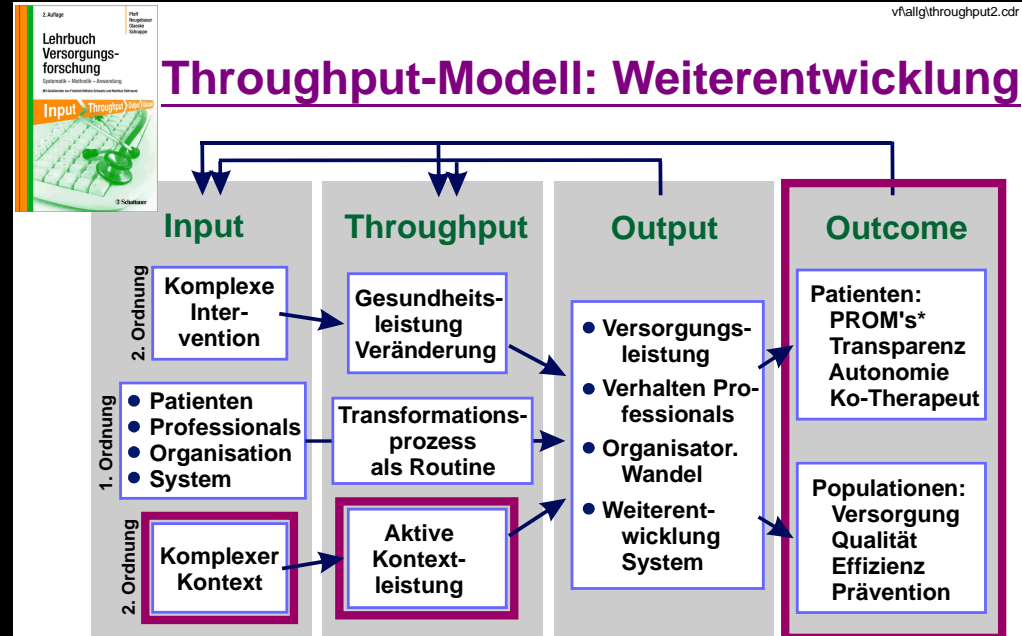 vf\allg\throughput2.cdr
2. Auflage
Pfaff
Neugebauer
Glaeske
Schrappe
Lehrbuch
Versorgungs-
forschung
Systematik – Methodik – Anwendung
Input Throughput Output
Schattauer
Throughput-Modell: Weiterentwicklung
Input
2. Ordnung
Komplexe
Inter-
vention
1. Ordnung
Patienten
Professionals
Organisation
System
2. Ordnung
Komplexer
Kontext
Throughput
Gesundheits-
leistung
Veränderung
Transformations-
prozess
als Routine
Aktive
Kontext-
leistung
Output
Versorgungs-
leistung
Verhalten Pro-
fessionals
Organisator.
Wandel
Weiterent-
wicklung
System
Outcome
Patienten:
PROM's*
Transparenz
Autonomie
Ko-Therapeut
Populationen:
Versorgung
Qualität
Effizienz
Prävention